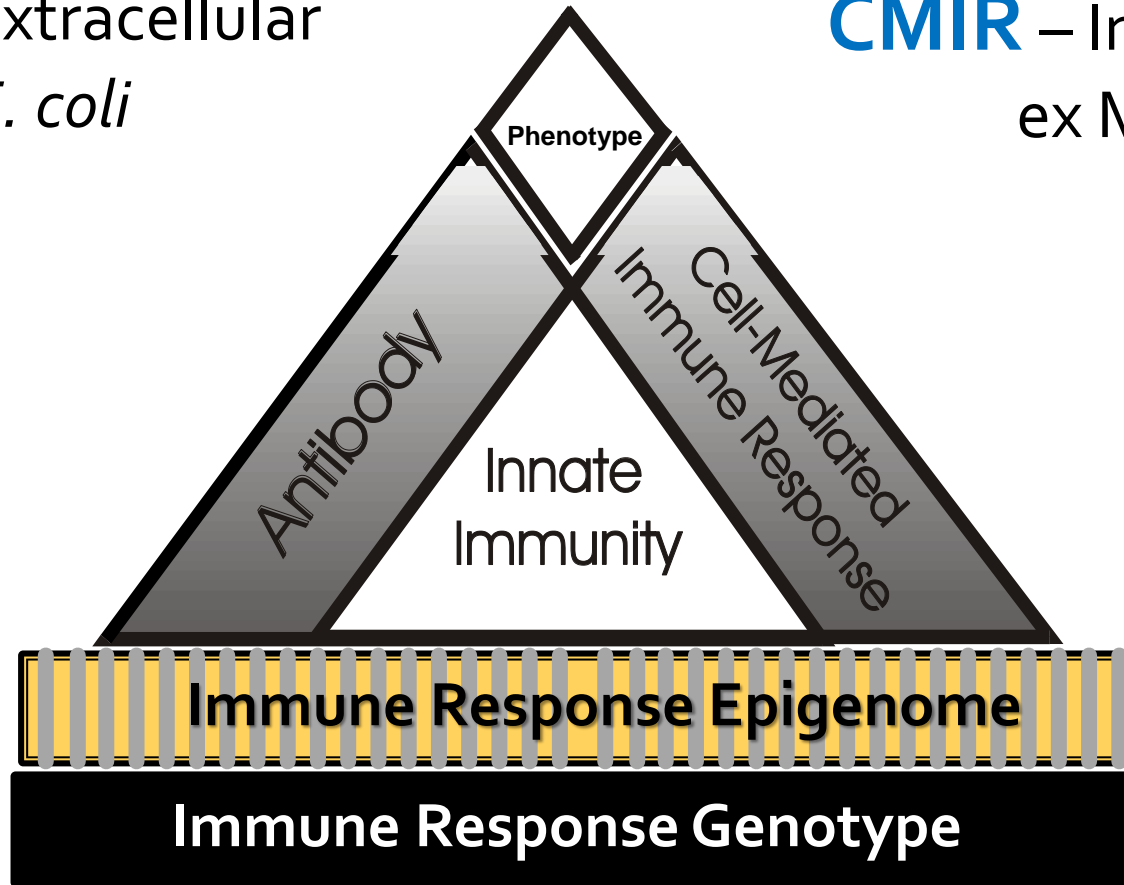 xtracellular
CMIR – In
. coli
ex M
Phenotype
Antibody
Cell-Mediated
Immune Response
Innate
Immunity
Immune Response Epigenome
Immune Response Genotype